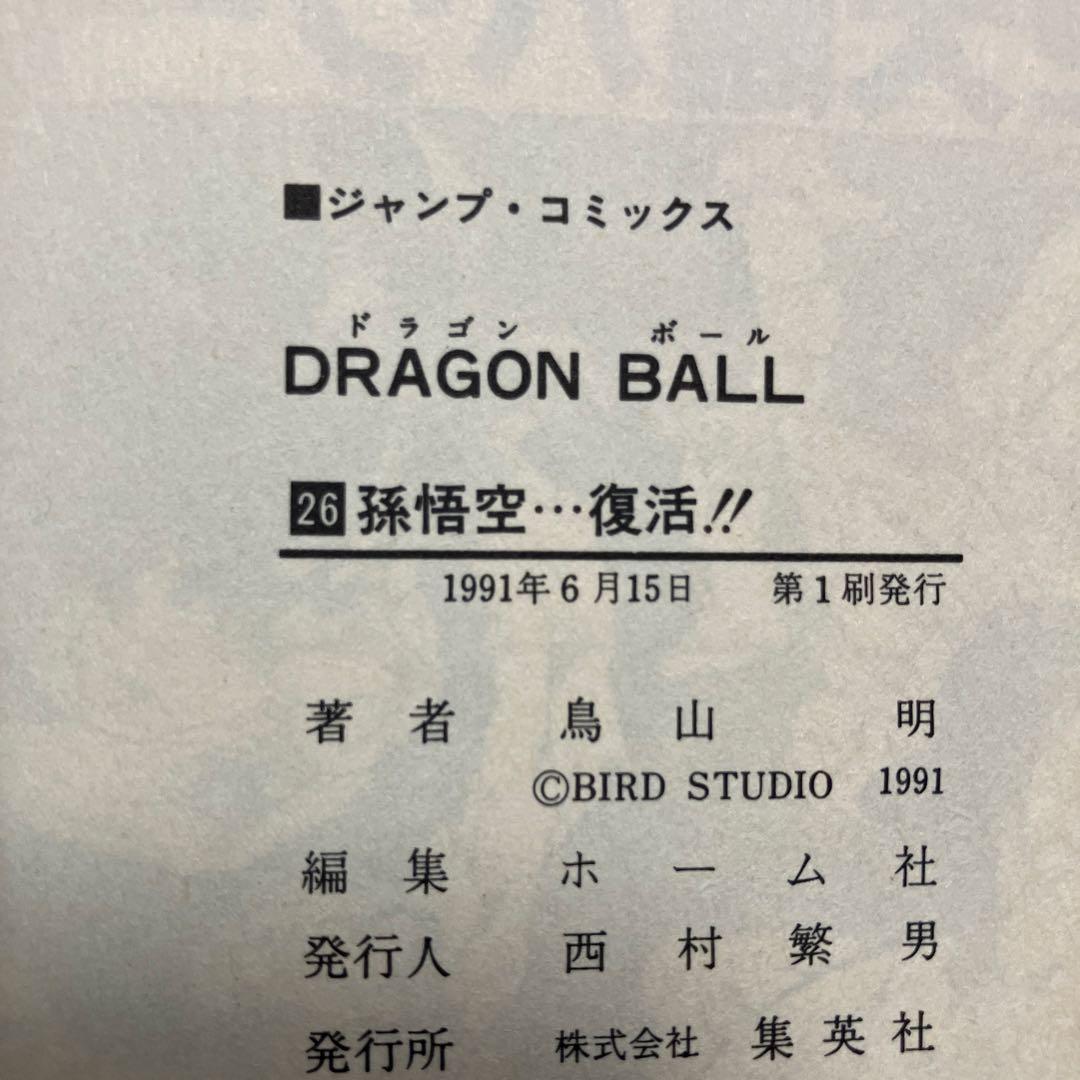 ■ジャンプ・コミックス
ドラゴン ボール
DRAGON BALL
26 孫悟空…復活!!
1991年6月15日 第1刷発行
著者 鳥山明
©BIRD STUDIO 1991
編集 ホーム社
発行人 西村繁男
発行所 株式会社 集英社